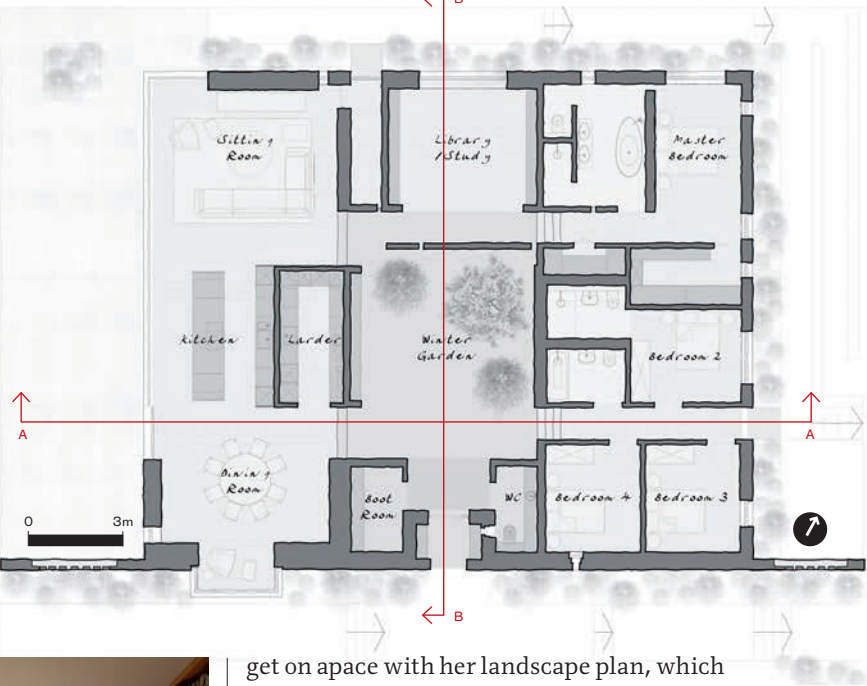 B
Sitting
Room
Library
/Study
Master
Bedroom
Kitchen
Larder
Winter
Garden
Bedroom 2
A
A
Dining
Room
Boot
Room
WC
Bedroom 4
Bedroom 3
0
3m
B
get on apace with her landscape plan, which